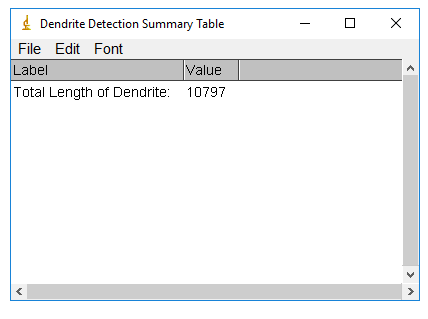 Dendrite Detection Summary Table
File Edit Font
Label Value
Total Length of Dendrite: 10797